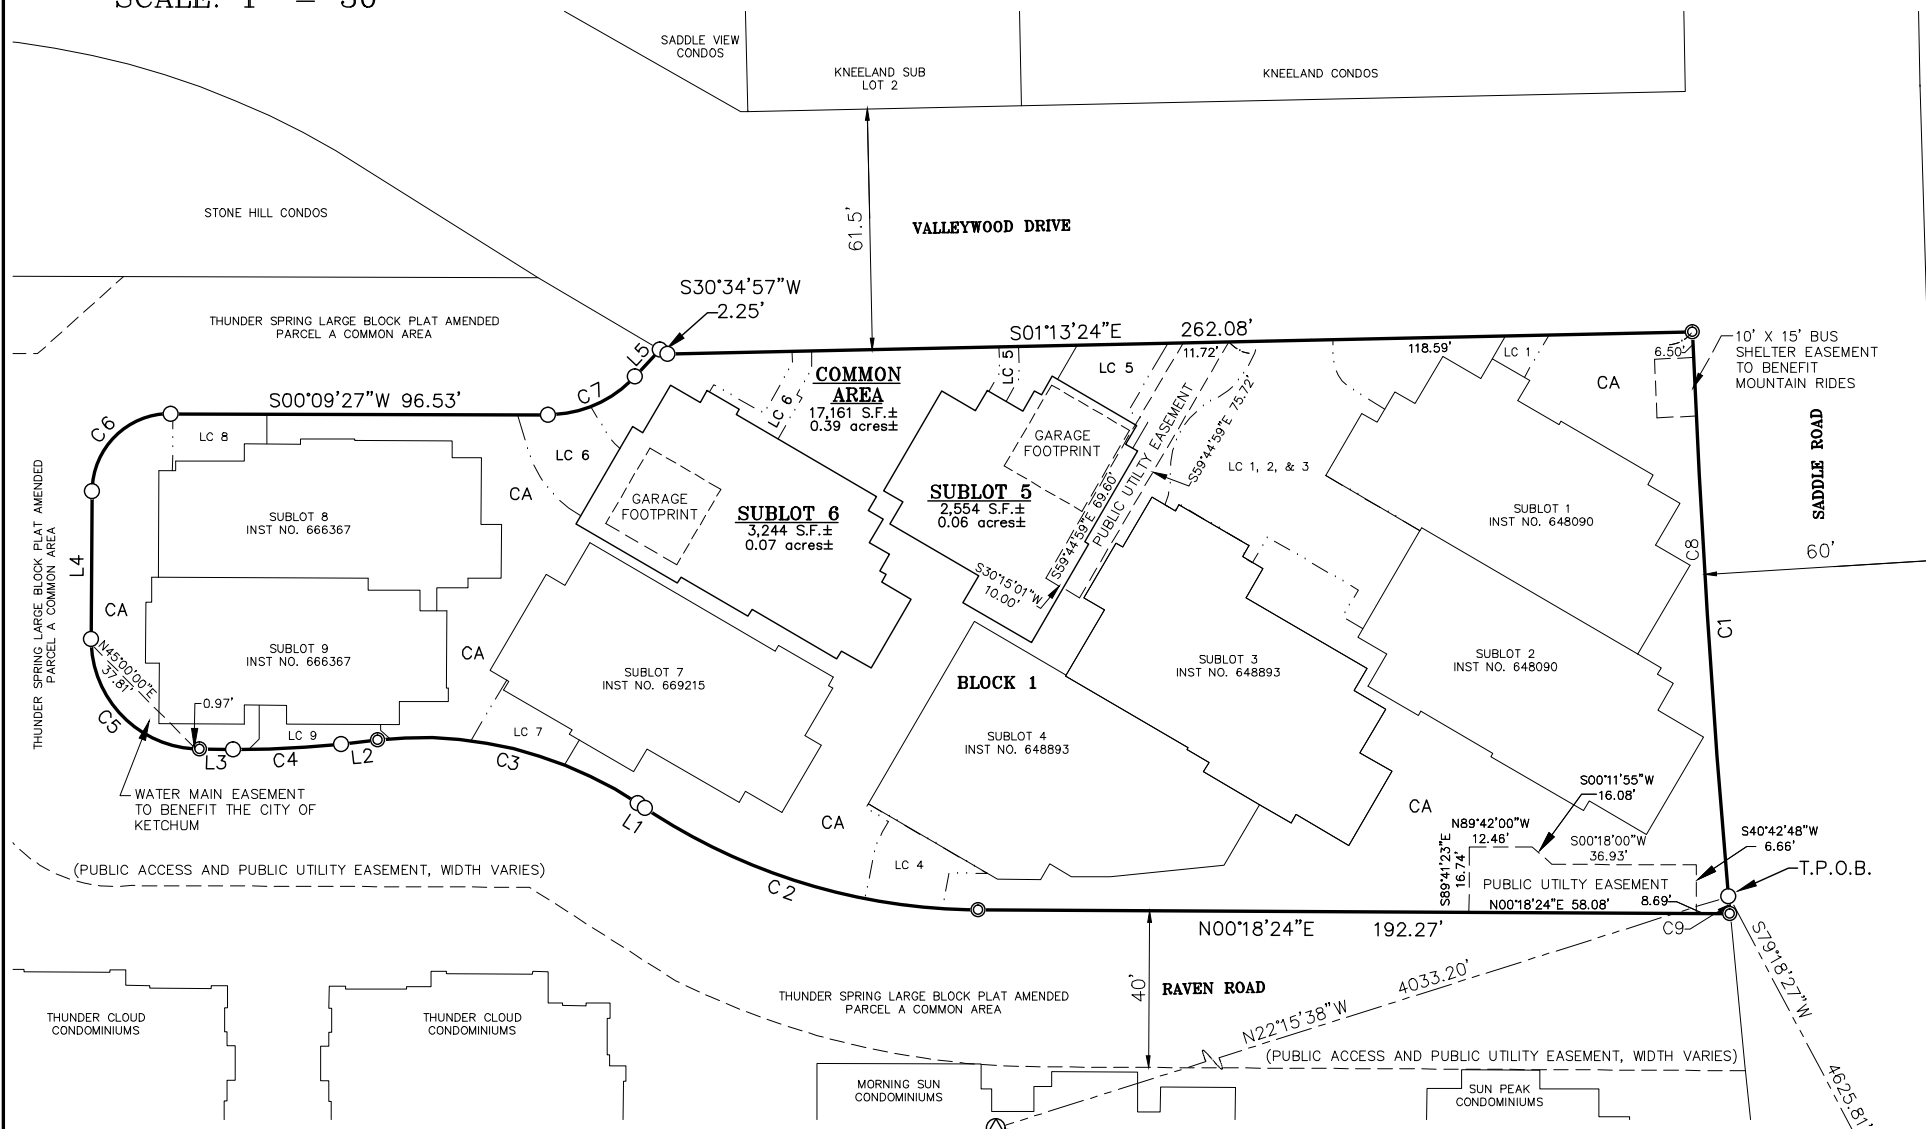 SCALE: 1" = 30'
SADDLE VIEW
CONDOS
KNEELAND SUB
LOT 2
KNEELAND CONDOS
STONE HILL CONDOS
61.5'
VALLEYWOOD DRIVE
S30°34'57"W
2.25'
THUNDER SPRING LARGE BLOCK PLAT AMENDED
PARCEL A COMMON AREA
L5
S01°13'24"E 262.08'
11.72'
118.59'
LC 1
6.50'
10' X 15' BUS
SHELTER EASEMENT
TO BENEFIT
MOUNTAIN RIDES
COMMON
AREA
17,161 S.F.±
0.39 acres±
LC 5
LC 5
CA
C7
S00°09'27"W 96.53'
LC 6
C6
LC 8
LC 6
GARAGE
FOOTPRINT
PUBLIC UTILTY EASEMENT
S59°44'59"E 75.72'
S59°44'59"E 69.60'
SADDLE ROAD
LC 1, 2, & 3
CA
GARAGE
FOOTPRINT
SUBLOT 6
3,244 S.F.±
0.07 acres±
SUBLOT 5
2,554 S.F.±
0.06 acres±
SUBLOT 8
INST NO. 666367
SUBLOT 1
INST NO. 648090
C8
60'
THUNDER SPRING LARGE BLOCK PLAT AMENDED
PARCEL A COMMON AREA
L4
S30°15'01"W
10.00'
CA
C1
SUBLOT 9
INST NO. 666367
CA
SUBLOT 7
INST NO. 669215
BLOCK 1
SUBLOT 3
INST NO. 648893
SUBLOT 2
INST NO. 648090
N45°00'00"E
37.81'
0.97'
C5
LC 9
LC 7
L3
C4
L2
C3
SUBLOT 4
INST NO. 648893
WATER MAIN EASEMENT
TO BENEFIT THE CITY OF
KETCHUM
L1
CA
CA
S00°11'55"W
16.08'
N89°42'00"W
12.46'
S00°18'00"W
36.93'
S40°42'48"W
6.66'
S89°41'23"E
16.74'
LC 4
C2
T.P.O.B.
PUBLIC UTILTY EASEMENT
N00°18'24"E 58.08'
8.69'
(PUBLIC ACCESS AND PUBLIC UTILITY EASEMENT, WIDTH VARIES)
N00°18'24"E 192.27'
C9
S79°18'27"W
4625.81'
40'
RAVEN ROAD
N22°15'38"W 4033.20'
THUNDER SPRING LARGE BLOCK PLAT AMENDED
PARCEL A COMMON AREA
THUNDER CLOUD
CONDOMINIUMS
THUNDER CLOUD
CONDOMINIUMS
(PUBLIC ACCESS AND PUBLIC UTILITY EASEMENT, WIDTH VARIES)
MORNING SUN
CONDOMINIUMS
SUN PEAK
CONDOMINIUMS